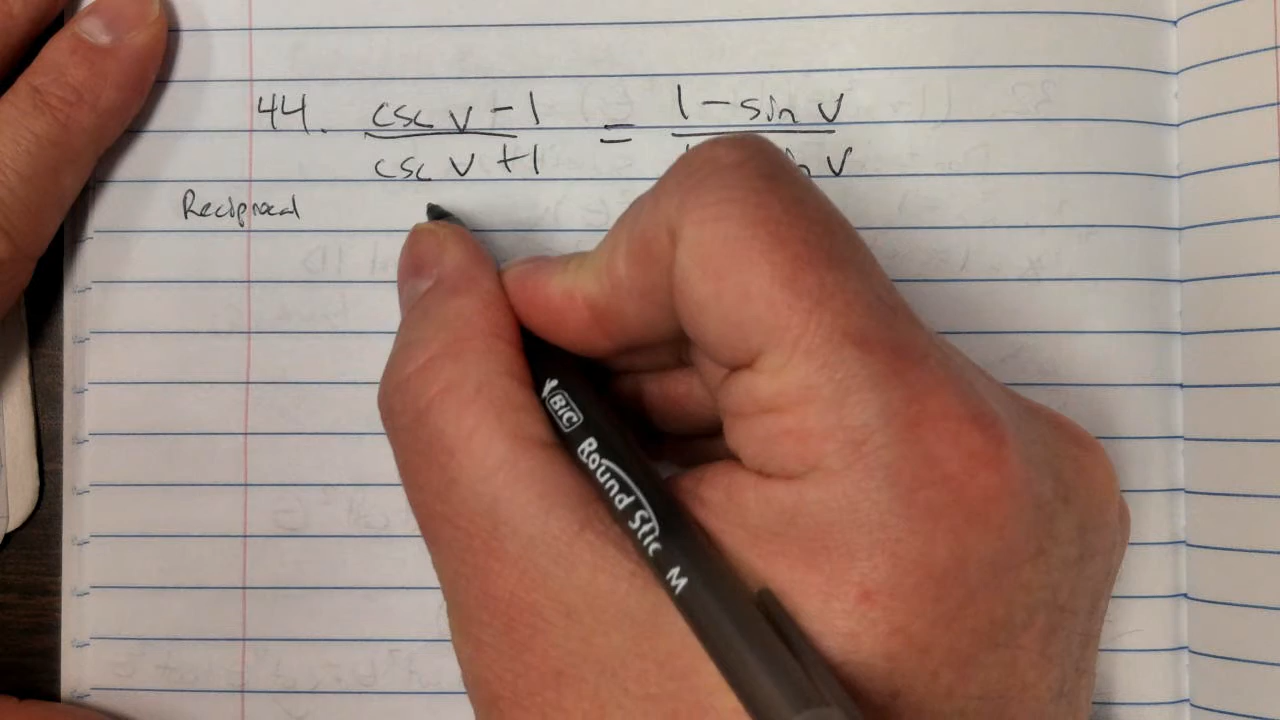 44. csc v - 1 = 1 - sin v
csc v + 1 v
Reciprocal
BIC Round Stic M